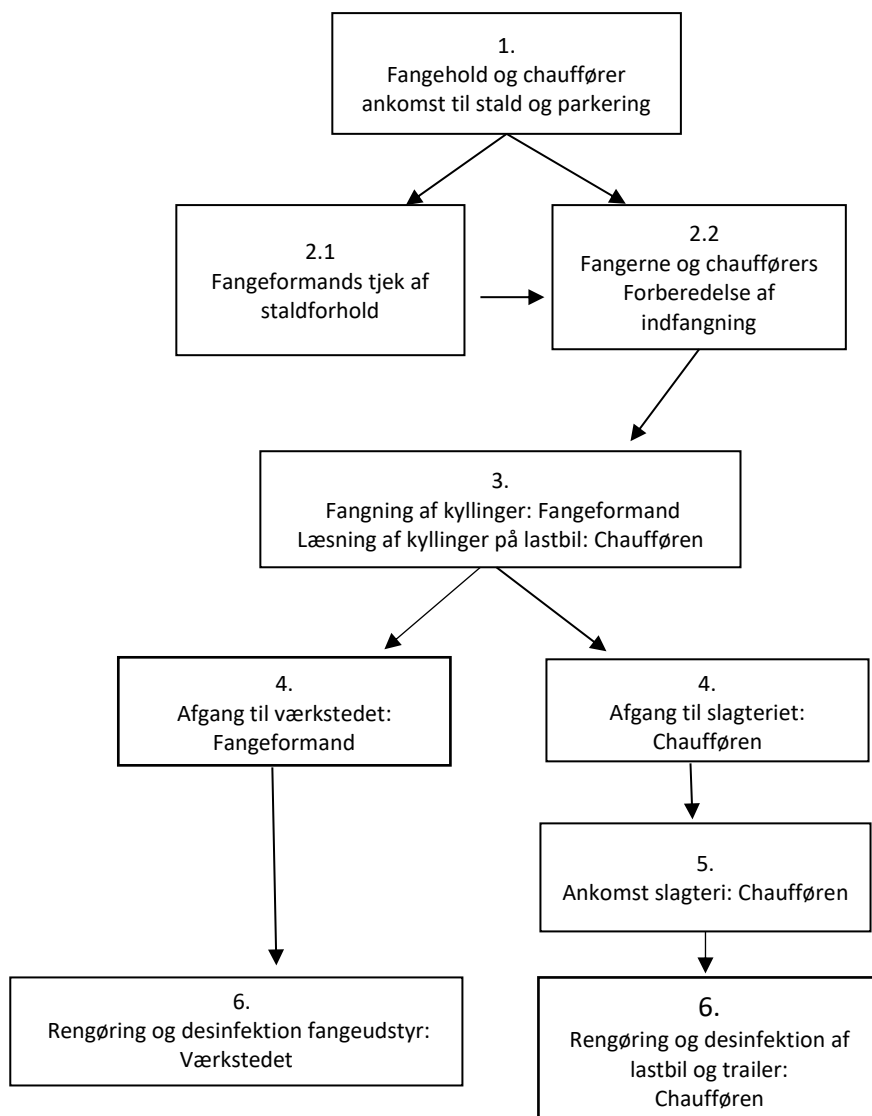 1.
Fangehold og chauffører
ankomst til stald og parkering
2.1
Fangeformands tjek af
staldforhold
2.2
Fangerne og chaufførers
Forberedelse af
indfangning
3.
Fangning af kyllinger: Fangeformand
Læsning af kyllinger på lastbil: Chaufføren
4.
Afgang til værkstedet:
Fangeformand
4.
Afgang til slagteriet:
Chaufføren
5.
Ankomst slagteri: Chaufføren
6.
Rengøring og desinfektion fangeudstyr:
Værkstedet
6.
Rengøring og desinfektion af
lastbil og trailer:
Chaufføren